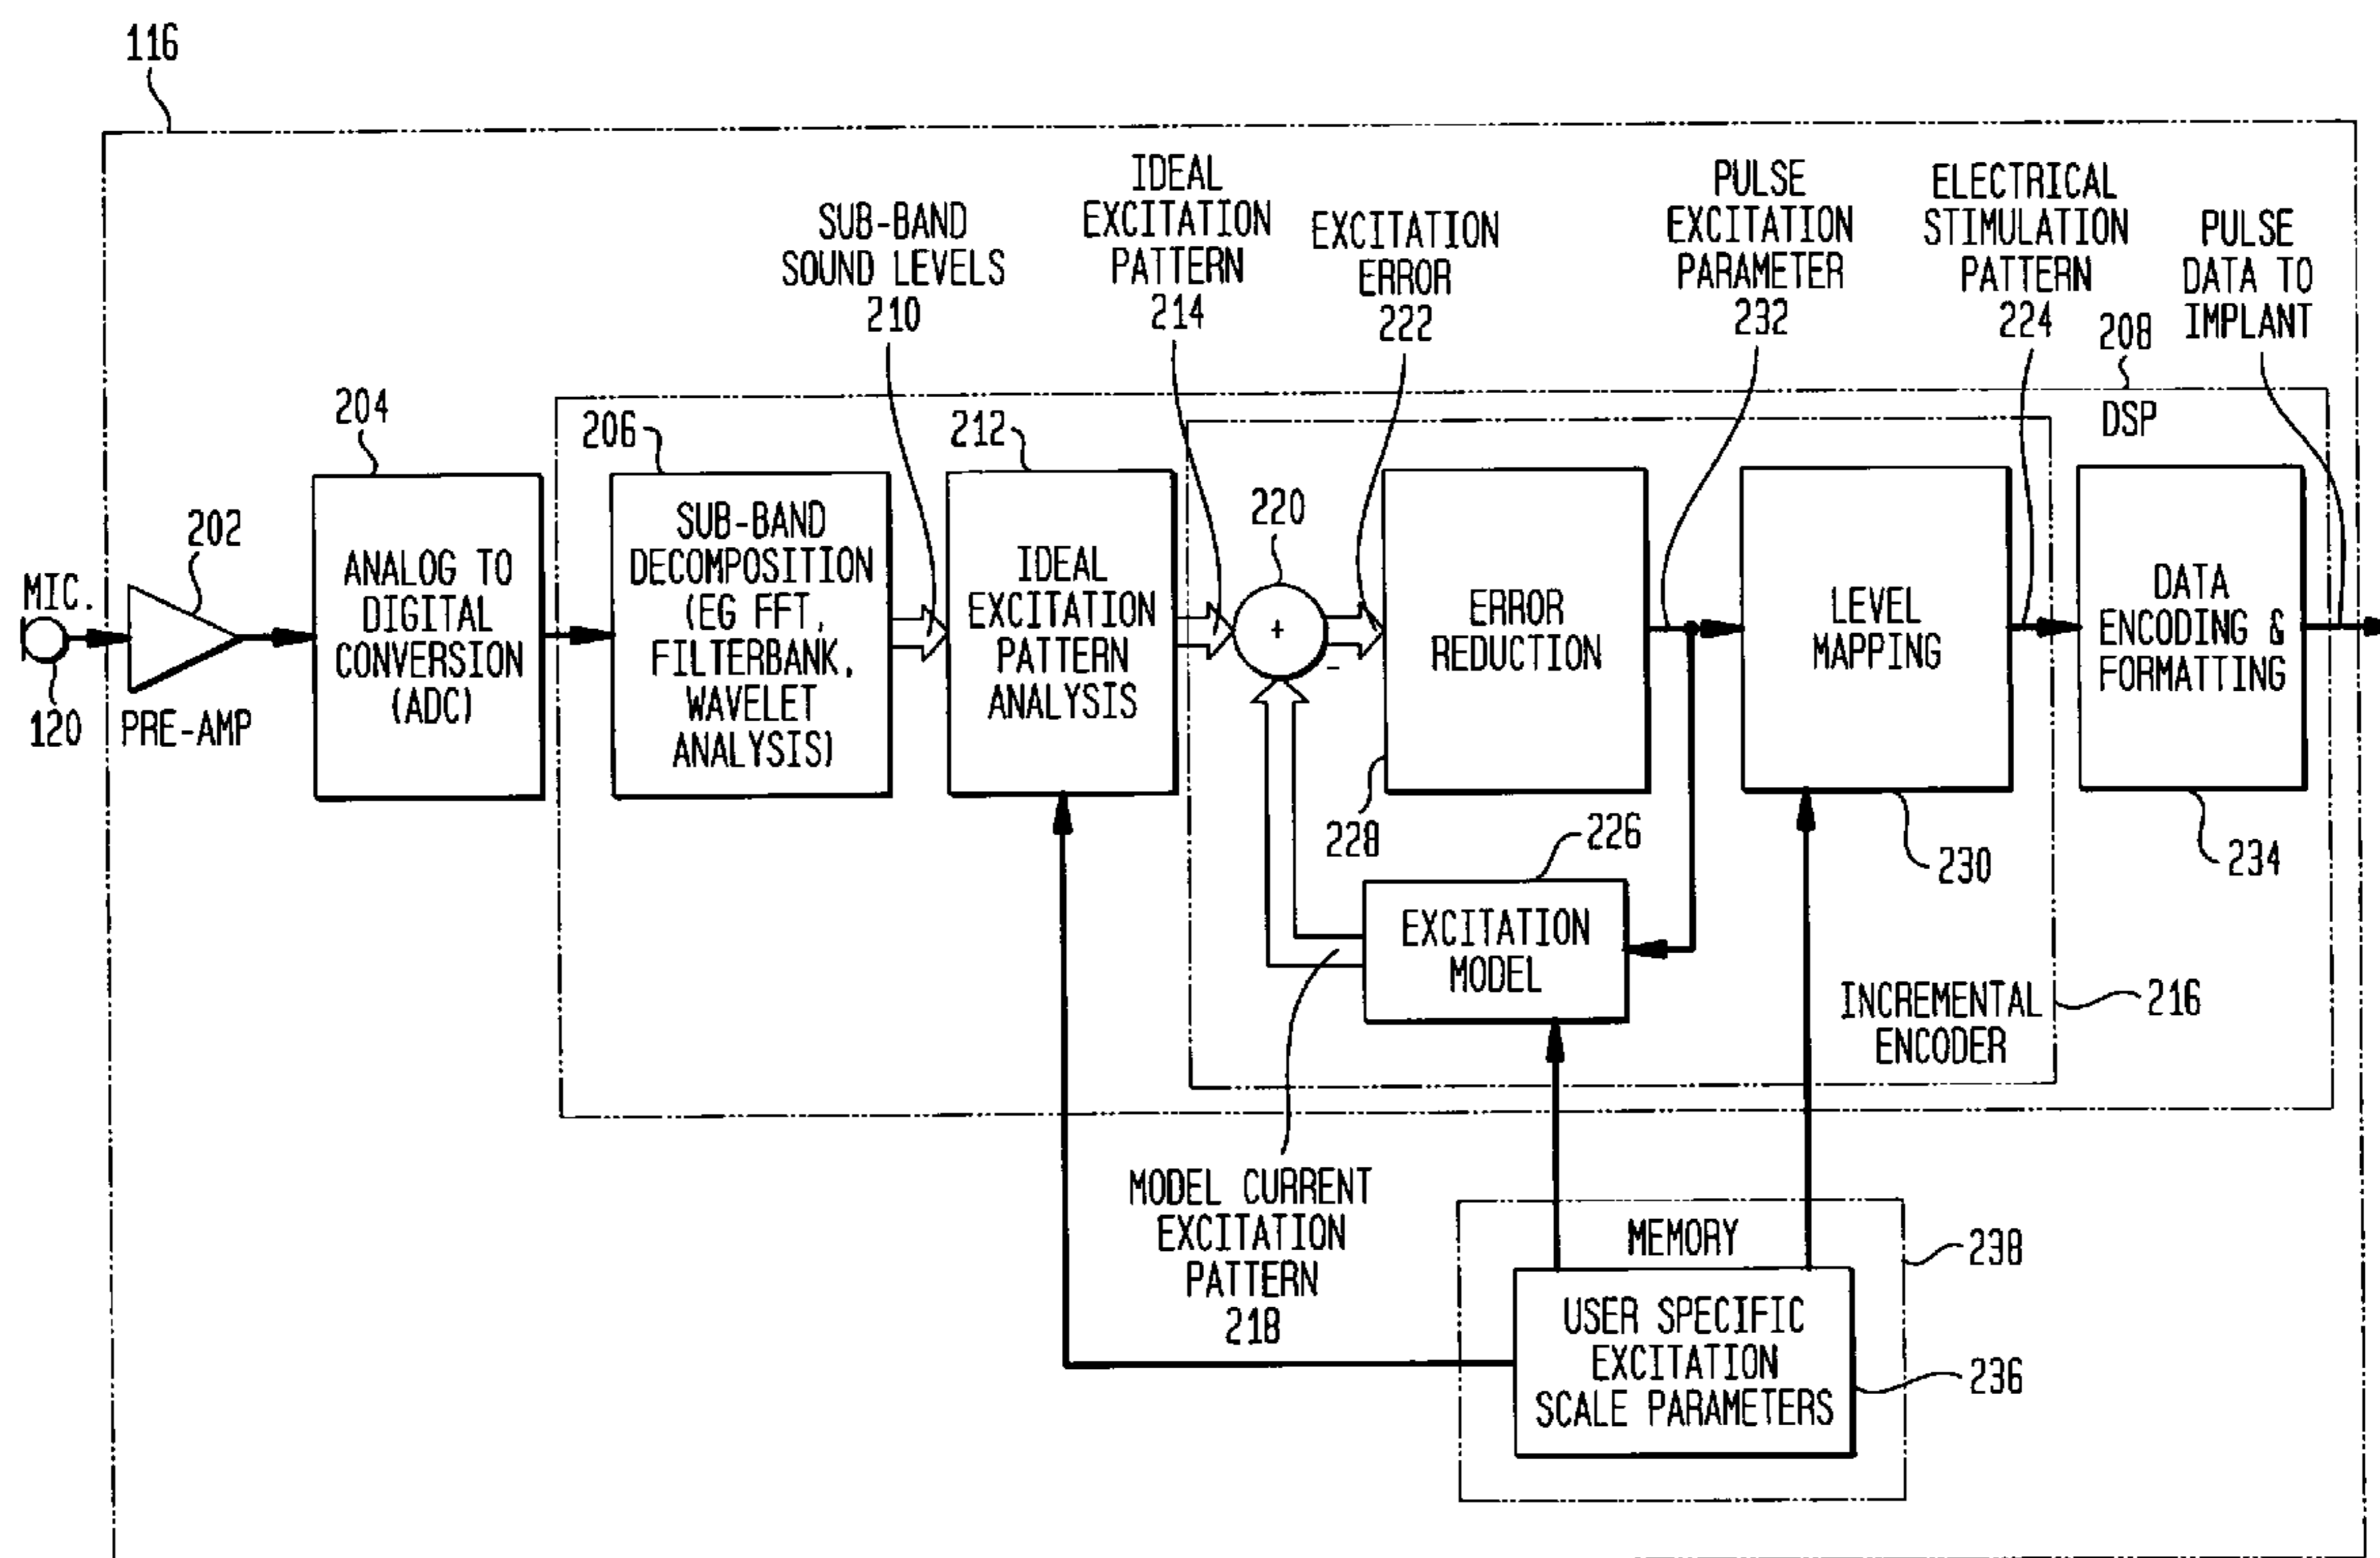 116
SUB-BAND
SOUND LEVELS
210
IDEAL
EXCITATION
PATTERN
214
EXCITATION
ERROR
222
PULSE
EXCITATION
PARAMETER
232
ELECTRICAL
STIMULATION
PATTERN
224
PULSE
DATA TO
IMPLANT
208
DSP
MIC.
120
202
PRE-AMP
204
ANALOG TO
DIGITAL
CONVERSION
(ADC)
206
SUB-BAND
DECOMPOSITION
(EG FFT,
FILTERBANK,
WAVELET
ANALYSIS)
212
IDEAL
EXCITATION
PATTERN
ANALYSIS
220
+
-
ERROR
REDUCTION
228
LEVEL
MAPPING
230
DATA
ENCODING &
FORMATTING
234
226
EXCITATION
MODEL
INCREMENTAL
ENCODER
216
MODEL CURRENT
EXCITATION
PATTERN
218
MEMORY
238
USER SPECIFIC
EXCITATION
SCALE PARAMETERS
236